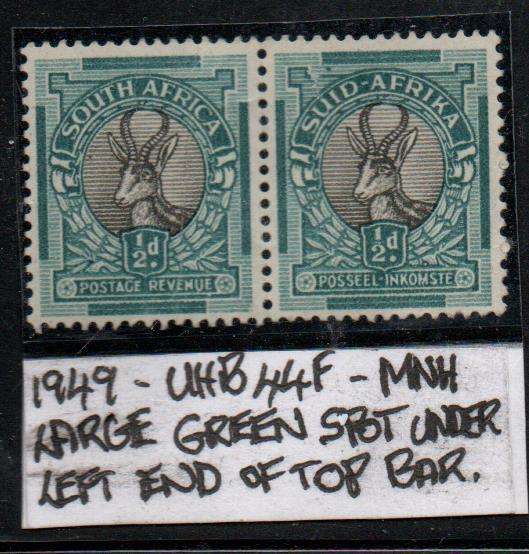 SOUTH AFRICA
½d
POSTAGE REVENUE
SUID-AFRIKA
½d
POSSEEL-INKOMSTE
1949 - UHB 44F - MNH
LARGE GREEN SPOT UNDER
LEFT END OF TOP BAR.